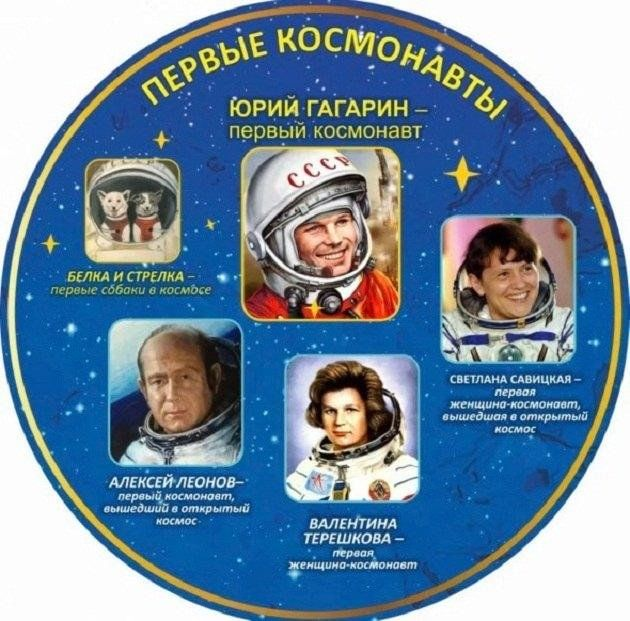 ПЕРВЫЕ КОСМОНАВТЫ
ЮРИЙ ГАГАРИН –
первый космонавт
СССР
БЕЛКА И СТРЕЛКА –
первые собаки в космосе
СВЕТЛАНА САВИЦКАЯ –
первая
женщина-космонавт,
вышедшая в открытый
космос
АЛЕКСЕЙ ЛЕОНОВ–
первый космонавт,
вышедший в открытый
космос
ВАЛЕНТИНА
ТЕРЕШКОВА –
первая
женщина-космонавт